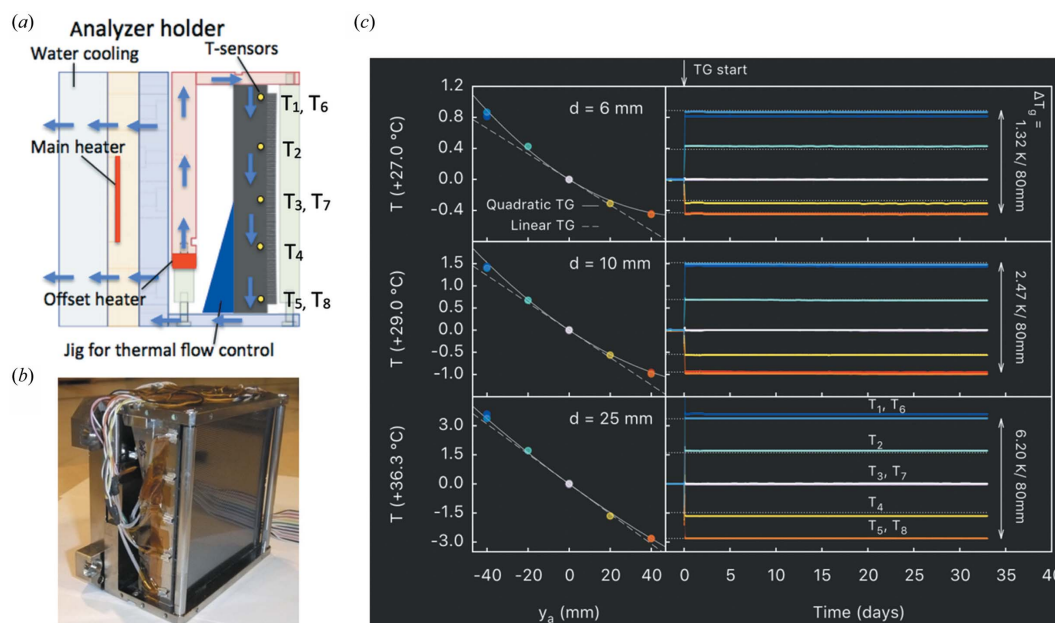 (a)
Analyzer holder
Water cooling
T-sensors
T1, T6
T2
Main heater
T3, T7
T4
Offset heater
T5, T8
Jig for thermal flow control
(b)
(c)
TG start
1.2
0.8
0.4
0.0
-0.4
T (+27.0 °C)
d = 6 mm
Quadratic TG
Linear TG
ΔTg =
1.32 K/ 80mm
1.5
1.0
0.5
0.0
-0.5
-1.0
T (+29.0 °C)
d = 10 mm
2.47 K/ 80mm
3.0
1.5
0.0
-1.5
-3.0
T (+36.3 °C)
d = 25 mm
T1, T6
T2
T3, T7
T4
T5, T8
6.20 K/ 80mm
-40 -20 0 20 40
0 5 10 15 20 25 30 35 40
ya (mm)
Time (days)